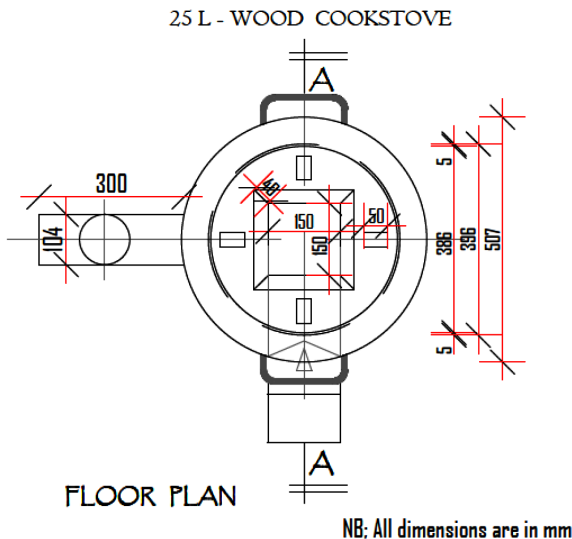 25 L - WOOD COOKSTOVE
A
300
48
5
104
150
50
150
386
396
507
5
A
FLOOR PLAN
NB; All dimensions are in mm